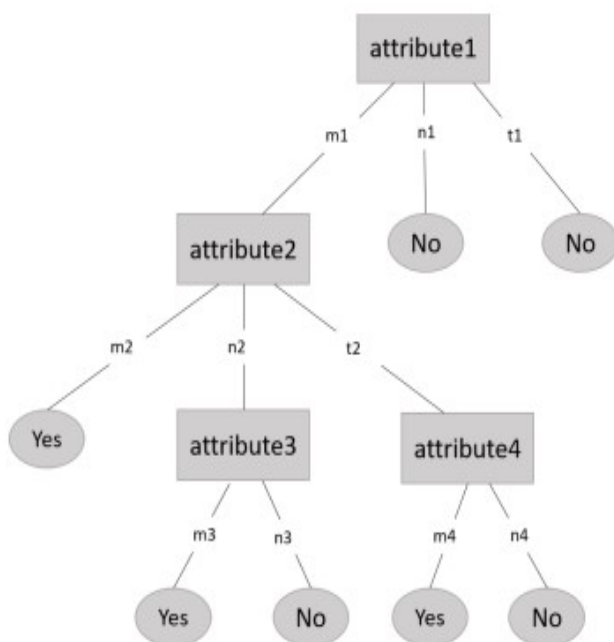 attribute1
m1
n1
t1
attribute2
No
No
m2
n2
t2
Yes
attribute3
attribute4
m3
n3
m4
n4
Yes
No
Yes
No